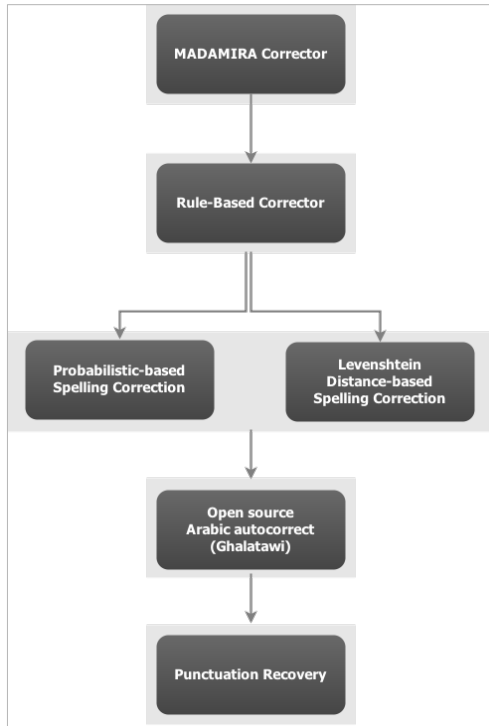 MADAMIRA Corrector
Rule-Based Corrector
Probabilistic-based
Spelling Correction
Levenshtein
Distance-based
Spelling Correction
Open source
Arabic autocorrect
(Ghalatawi)
Punctuation Recovery